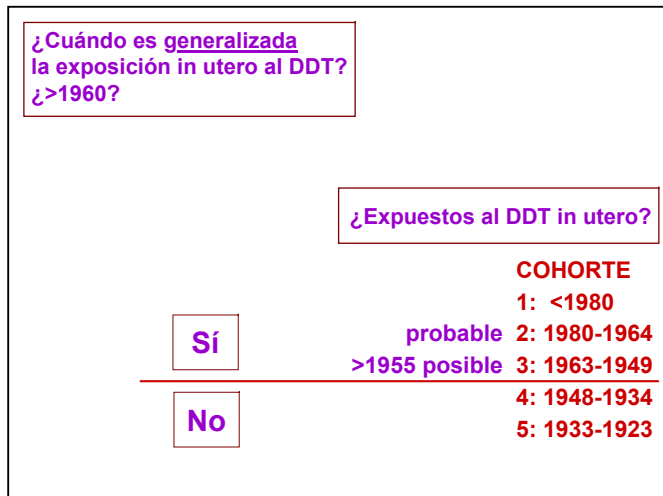 ¿Cuándo es generalizada
la exposición in utero al DDT?
¿>1960?
¿Expuestos al DDT in utero?
COHORTE
1: <1980
Sí
probable 2: 1980-1964
>1955 posible 3: 1963-1949
No
4: 1948-1934
5: 1933-1923